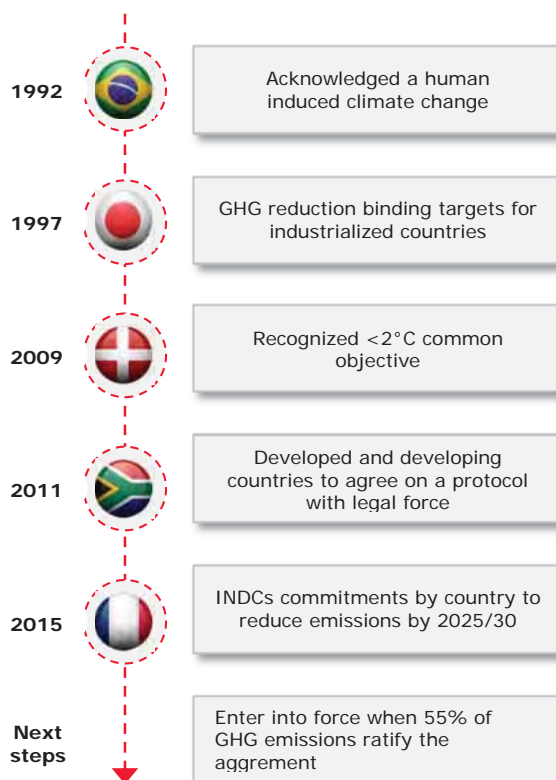 1992
Acknowledged a human
induced climate change
1997
GHG reduction binding targets for
industrialized countries
2009
Recognized <2°C common
objective
2011
Developed and developing
countries to agree on a protocol
with legal force
2015
INDCs commitments by country to
reduce emissions by 2025/30
Next
steps
Enter into force when 55% of
GHG emissions ratify the
aggrement